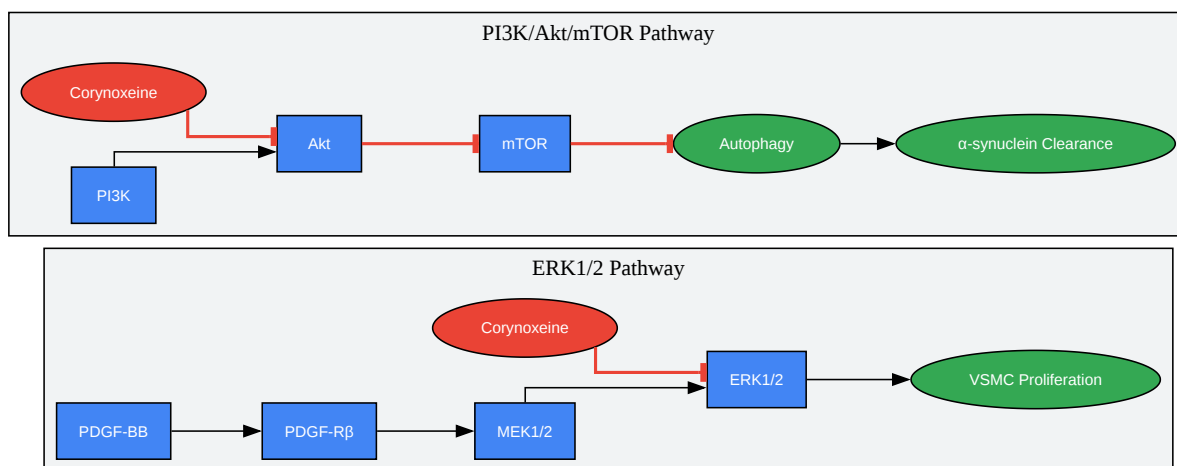 PI3K/Akt/mTOR Pathway
Corynoxeine
Akt
mTOR
Autophagy
α-synuclein Clearance
PI3K
ERK1/2 Pathway
Corynoxeine
ERK1/2
VSMC Proliferation
PDGF-BB
PDGF-Rβ
MEK1/2